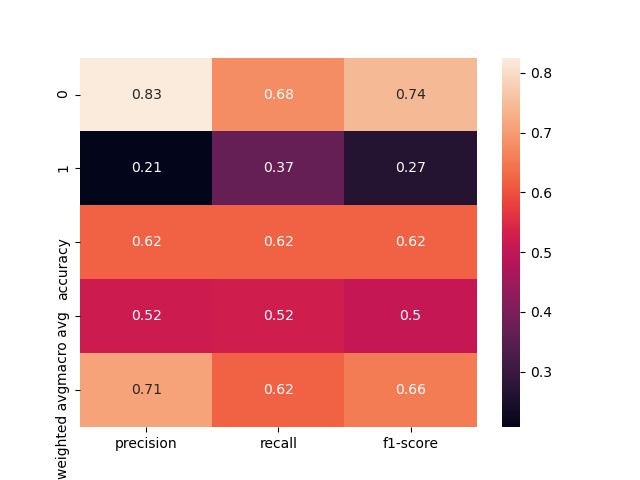 0 0.83 0.68 0.74
1 0.21 0.37 0.27
accuracy 0.62 0.62 0.62
macro avg 0.52 0.52 0.5
weighted avg 0.71 0.62 0.66
precision recall f1-score
0.8
0.7
0.6
0.5
0.4
0.3